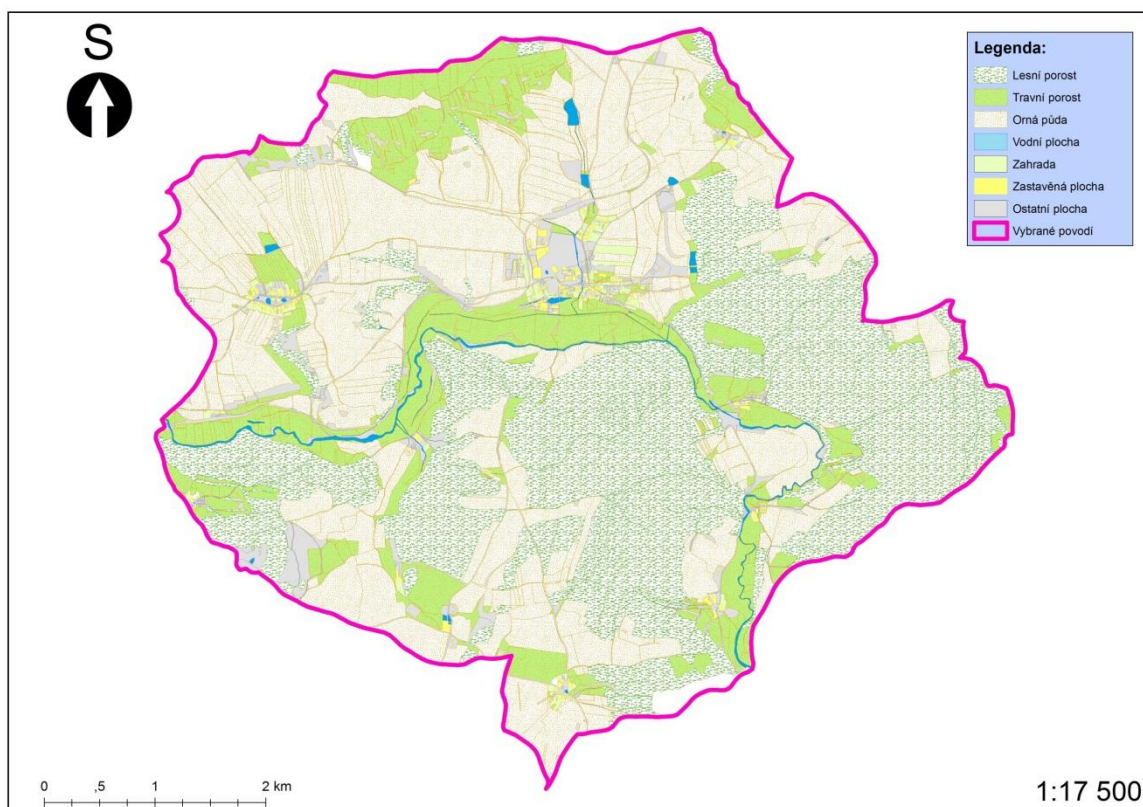 S
Legenda:
Lesní porost
Travní porost
Orná půda
Vodní plocha
Zahrada
Zastavěná plocha
Ostatní plocha
Vybrané povodí
0 ,5 1 2 km
1:17 500